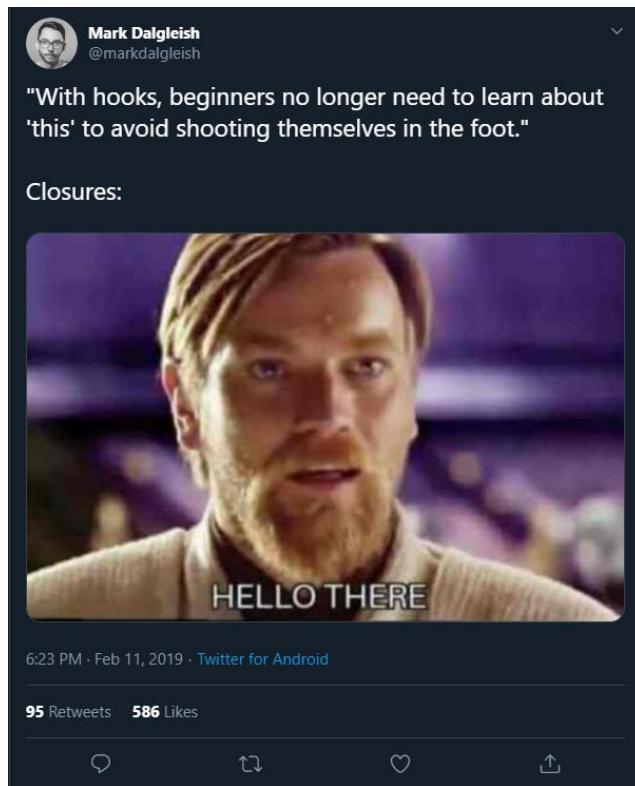 Mark Dalgleish
@markdalgleish
"With hooks, beginners no longer need to learn about
'this' to avoid shooting themselves in the foot."
Closures:
HELLO THERE
6:23 PM · Feb 11, 2019 · Twitter for Android
95 Retweets 586 Likes